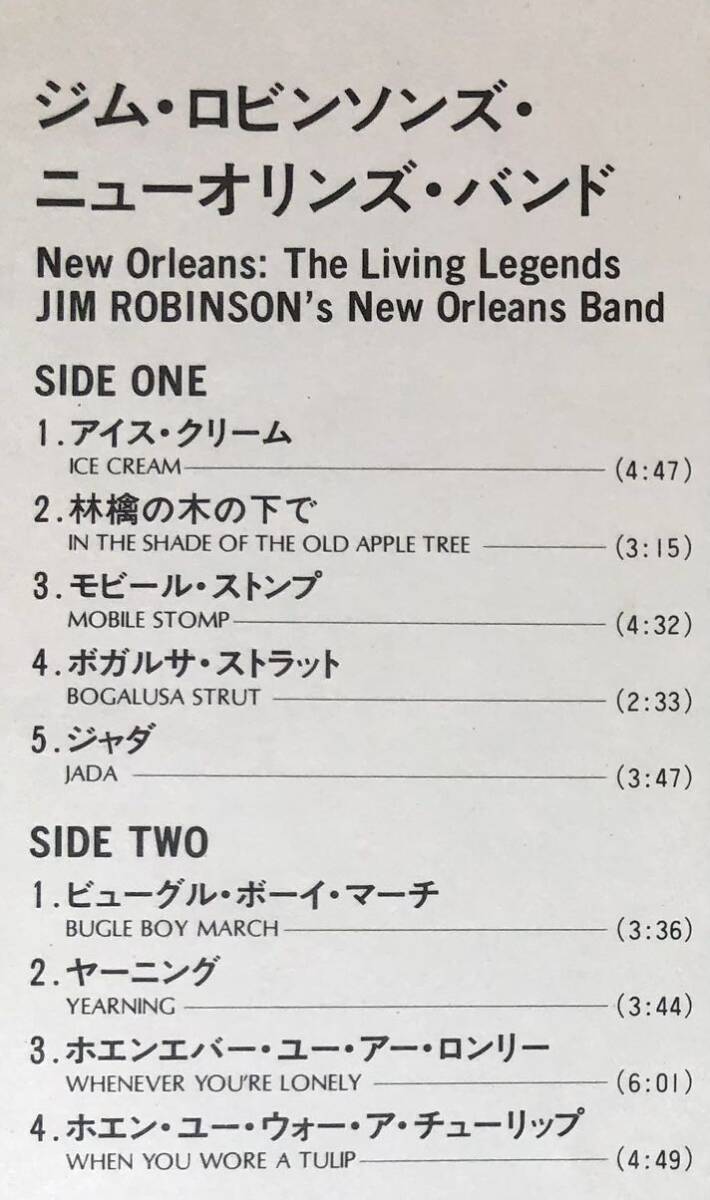 ジム・ロビンソンズ・
ニューオリンズ・バンド
New Orleans: The Living Legends
JIM ROBINSON's New Orleans Band
SIDE ONE
1.アイス・クリーム
ICE CREAM (4:47)
2.林檎の木の下で
IN THE SHADE OF THE OLD APPLE TREE (3:15)
3.モビール・ストンプ
MOBILE STOMP (4:32)
4.ボガルサ・ストラット
BOGALUSA STRUT (2:33)
5.ジャダ
JADA (3:47)
SIDE TWO
1.ビューグル・ボーイ・マーチ
BUGLE BOY MARCH (3:36)
2.ヤーニング
YEARNING (3:44)
3.ホエンエバー・ユー・アー・ロンリー
WHENEVER YOU'RE LONELY (6:01)
4.ホエン・ユー・ウォー・ア・チューリップ
WHEN YOU WORE A TULIP (4:49)